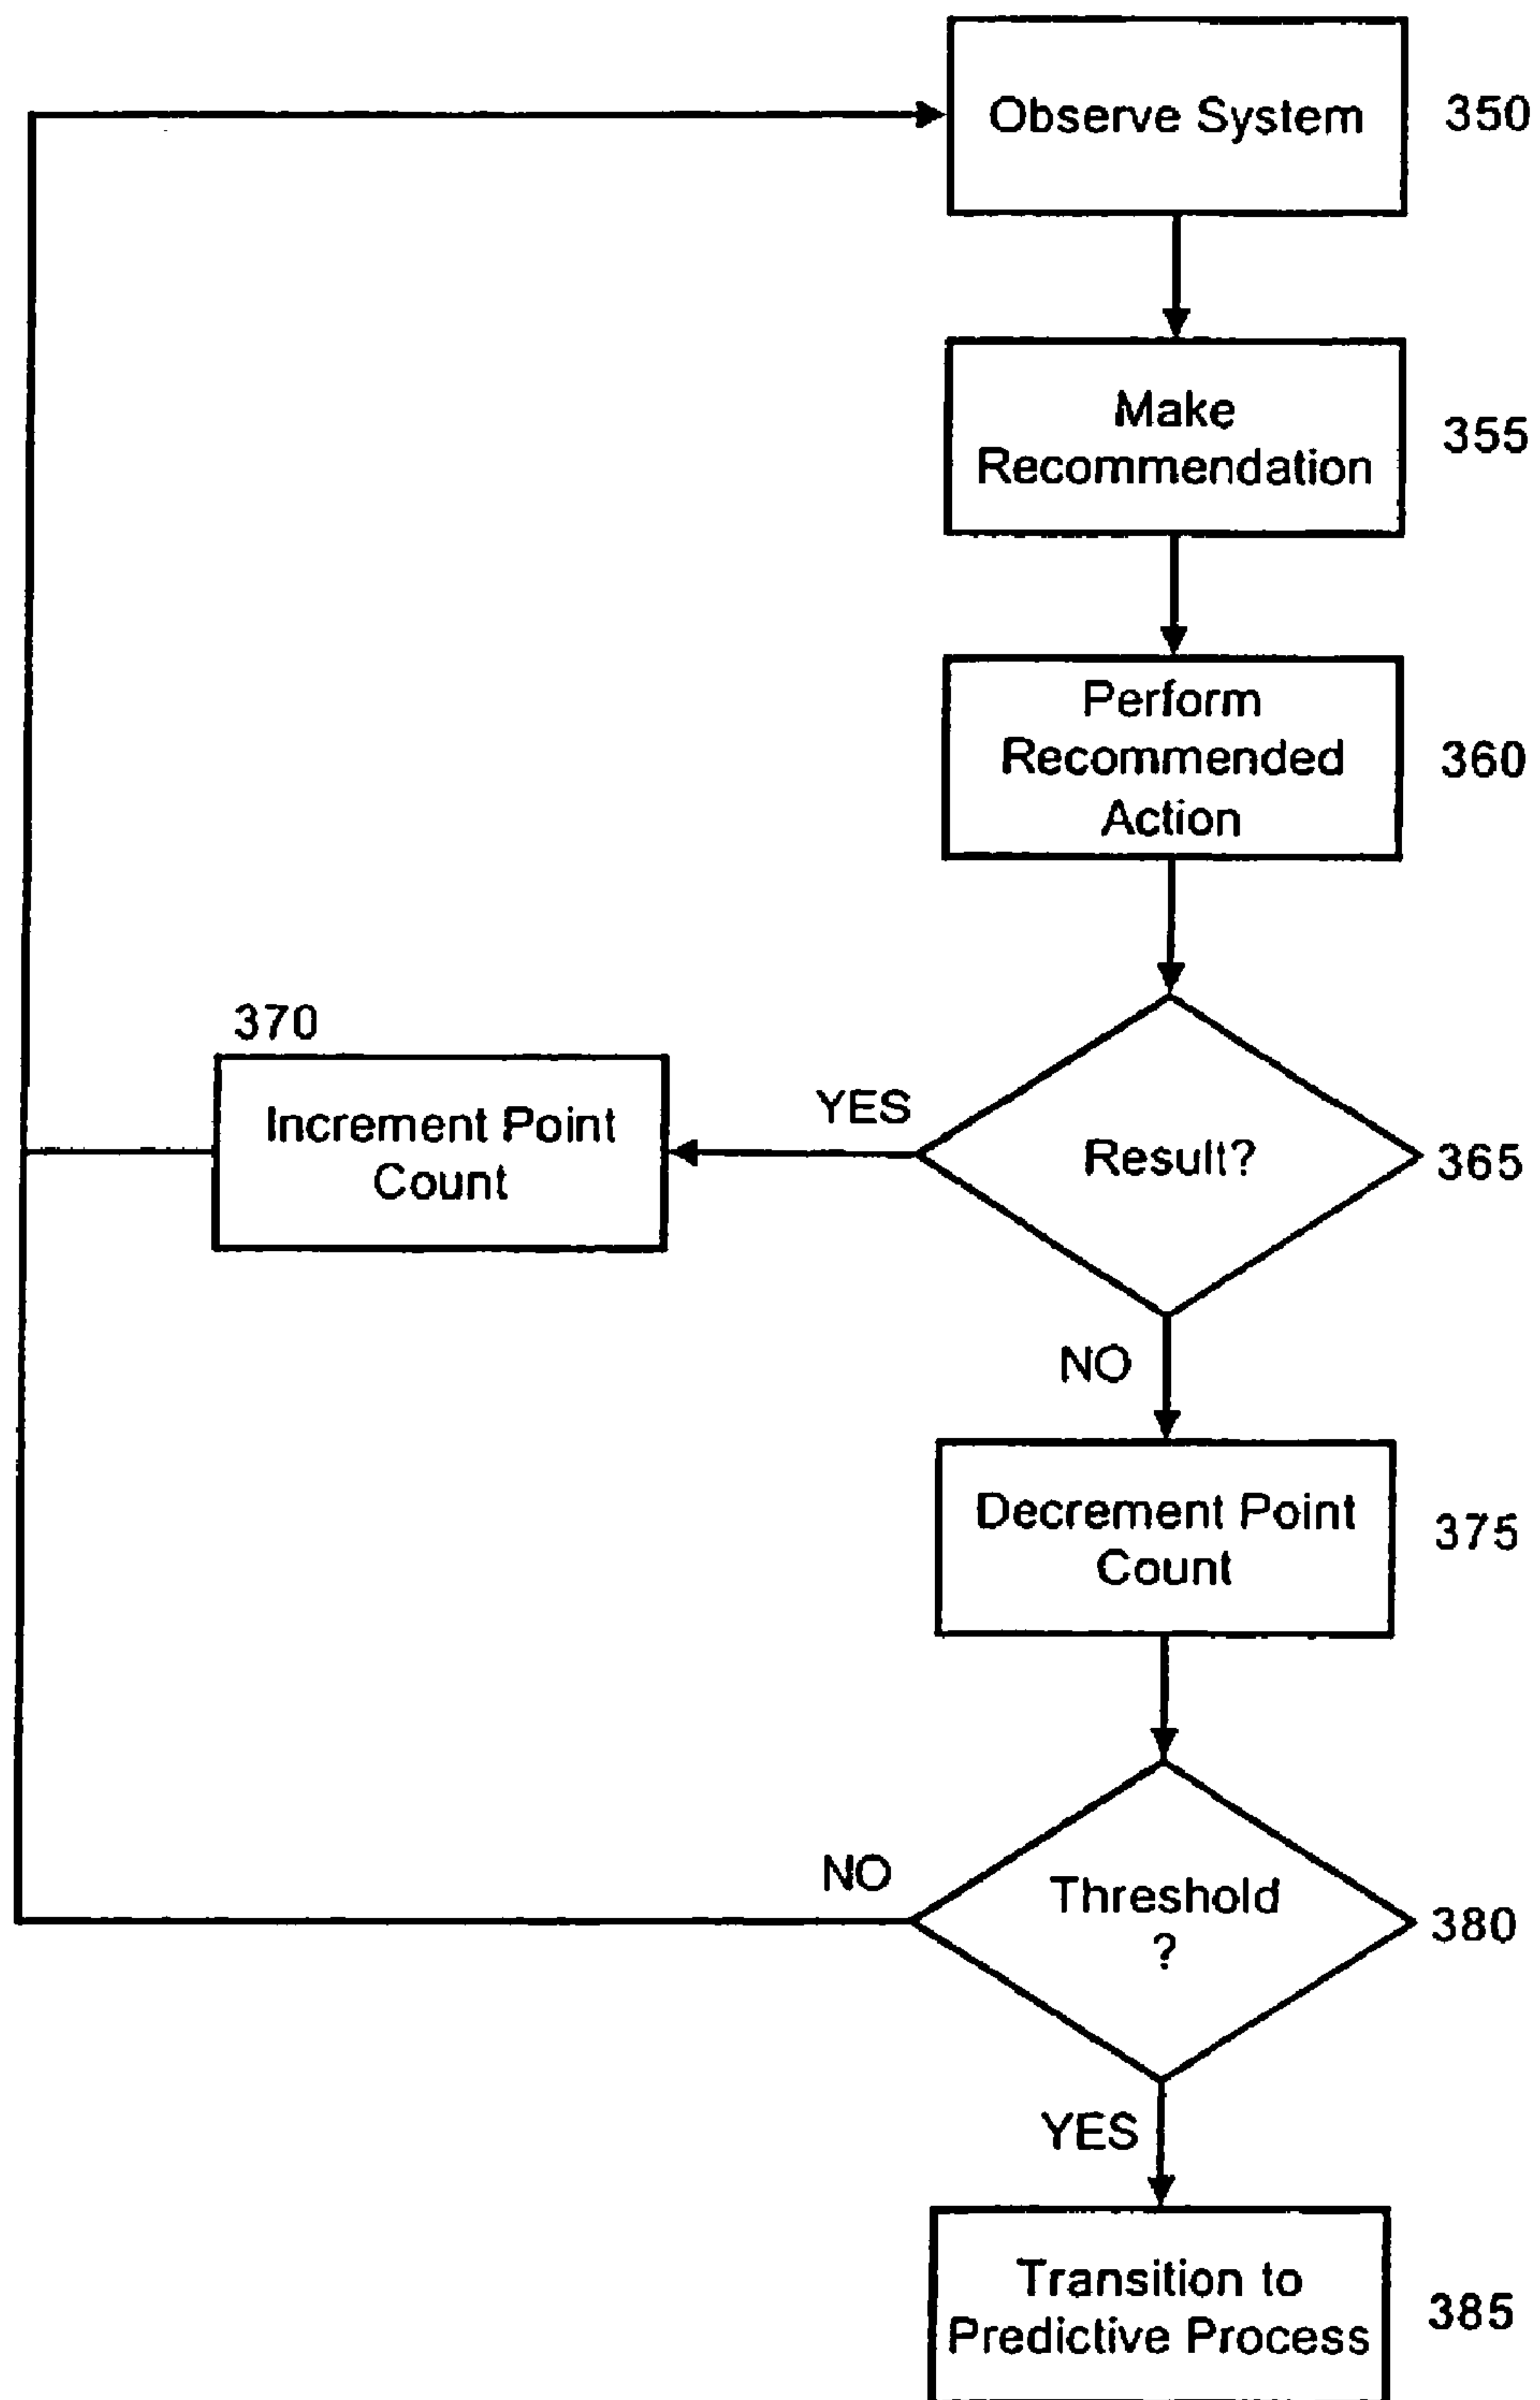 Observe System
350
Make
Recommendation
355
Perform
Recommended
Action
360
370
Increment Point
Count
YES
Result?
365
NO
Decrement Point
Count
375
NO
Threshold
?
380
YES
Transition to
Predictive Process
385